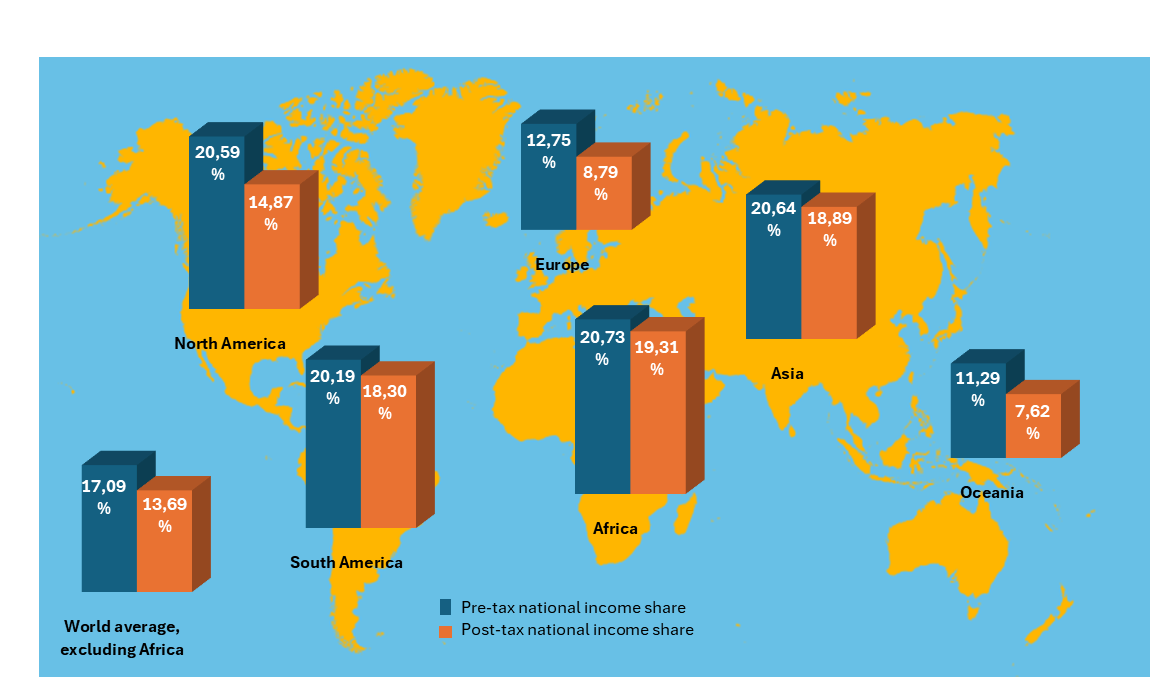 12,75
%
8,79
%
20,59
%
14,87
%
20,64
%
18,89
%
Europe
North America
20,73
%
19,31
%
Asia
20,19
%
18,30
%
11,29
%
7,62
%
17,09
%
13,69
%
Oceania
Africa
South America
Pre-tax national income share
Post-tax national income share
World average,
excluding Africa